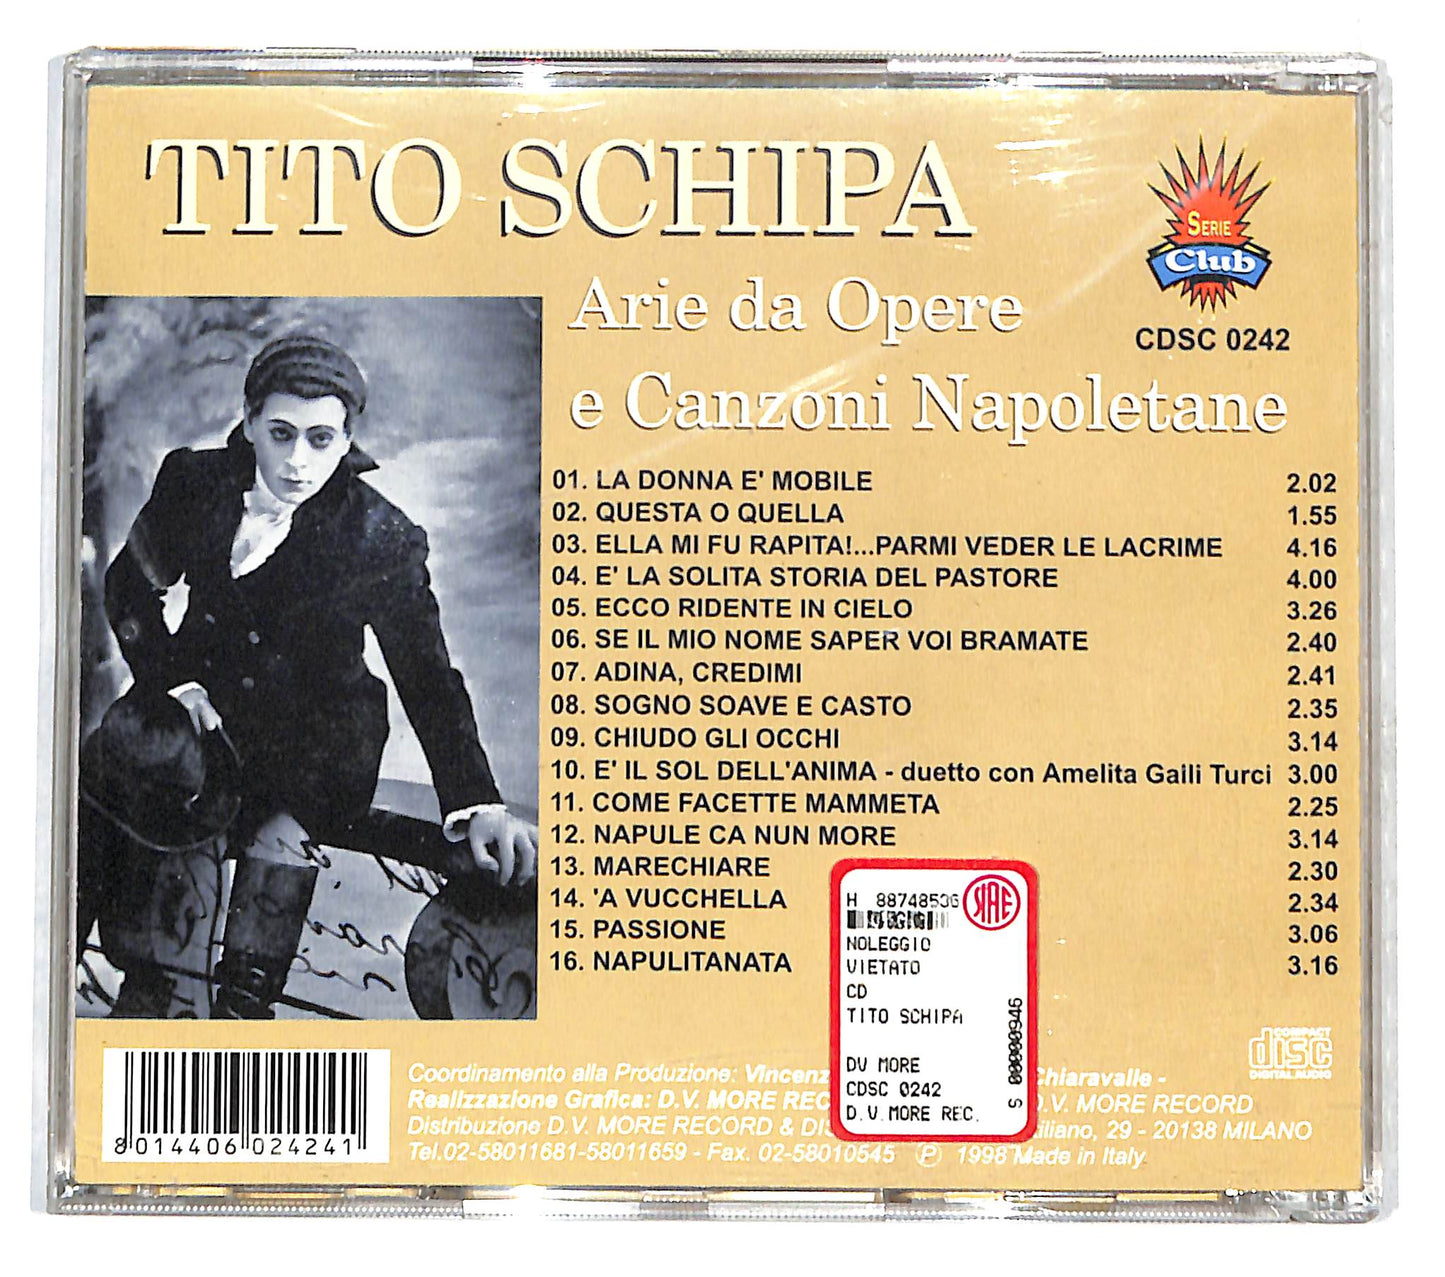 TITO SCHIPA
Arie da Opere
e Canzoni Napoletane
SERIE
Club
CDSC 0242
01. LA DONNA E' MOBILE 2.02
02. QUESTA O QUELLA 1.55
03. ELLA MI FU RAPITA!...PARMI VEDER LE LACRIME 4.16
04. E' LA SOLITA STORIA DEL PASTORE 4.00
05. ECCO RIDENTE IN CIELO 3.26
06. SE IL MIO NOME SAPER VOI BRAMATE 2.40
07. ADINA, CREDIMI 2.41
08. SOGNO SOAVE E CASTO 2.35
09. CHIUDO GLI OCCHI 3.14
10. E' IL SOL DELL'ANIMA - duetto con Amelita Galli Turci 3.00
11. COME FACETTE MAMMETA 2.25
12. NAPULE CA NUN MORE 3.14
13. MARECHIARE 2.30
14. 'A VUCCHELLA 2.34
15. PASSIONE 3.06
16. NAPULITANATA 3.16
H 88748536
SIAE
NOLEGGIO
VIETATO
CD
TITO SCHIPA
DV MORE
CDSC 0242
D.V.MORE REC.
S 00000946
COMPACT
disc
DIGITAL AUDIO
8 014406 024241
Coordinamento alla Produzione: Vincenz Chiaravalle -
Realizzazione Grafica: D.V. MORE REC D.V. MORE RECORD
Distribuzione D.V. MORE RECORD & DIS iliano, 29 - 20138 MILANO
Tel.02-58011681-58011659 - Fax. 02-58010545 Ⓟ 1998 Made in Italy